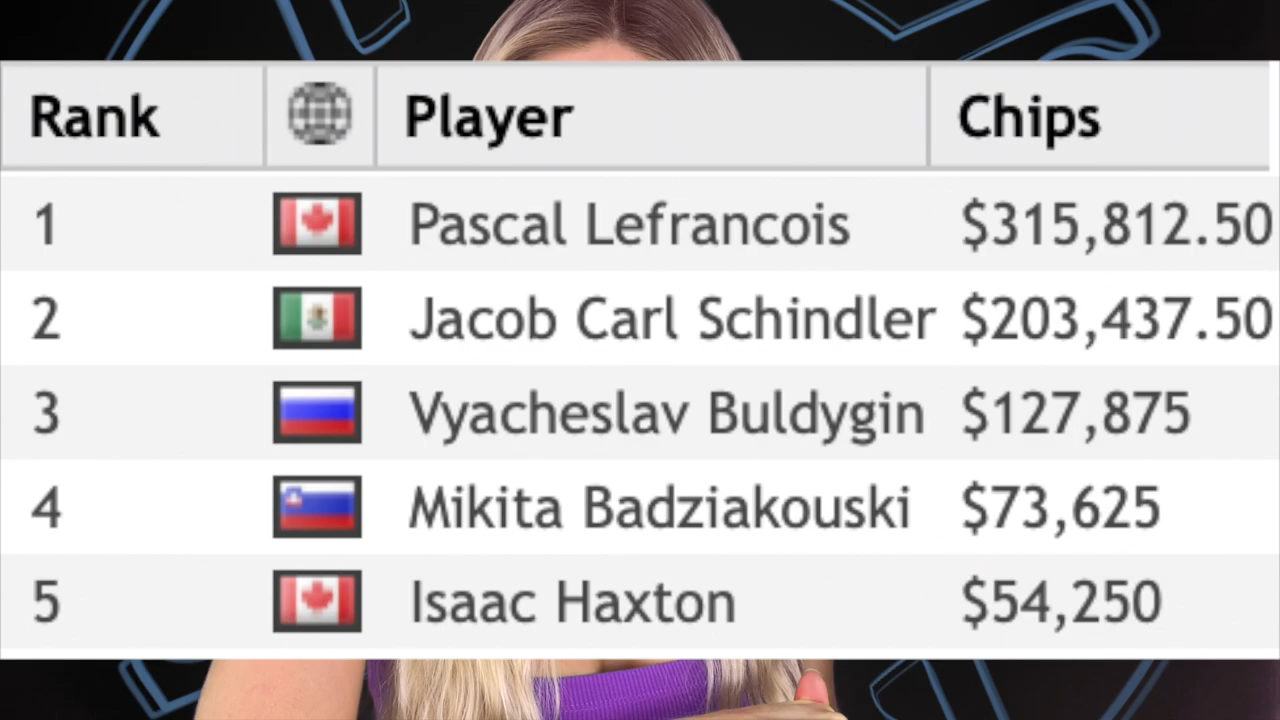 Rank Player Chips
1 Pascal Lefrancois $315,812.50
2 Jacob Carl Schindler $203,437.50
3 Vyacheslav Buldygin $127,875
4 Mikita Badziakouski $73,625
5 Isaac Haxton $54,250